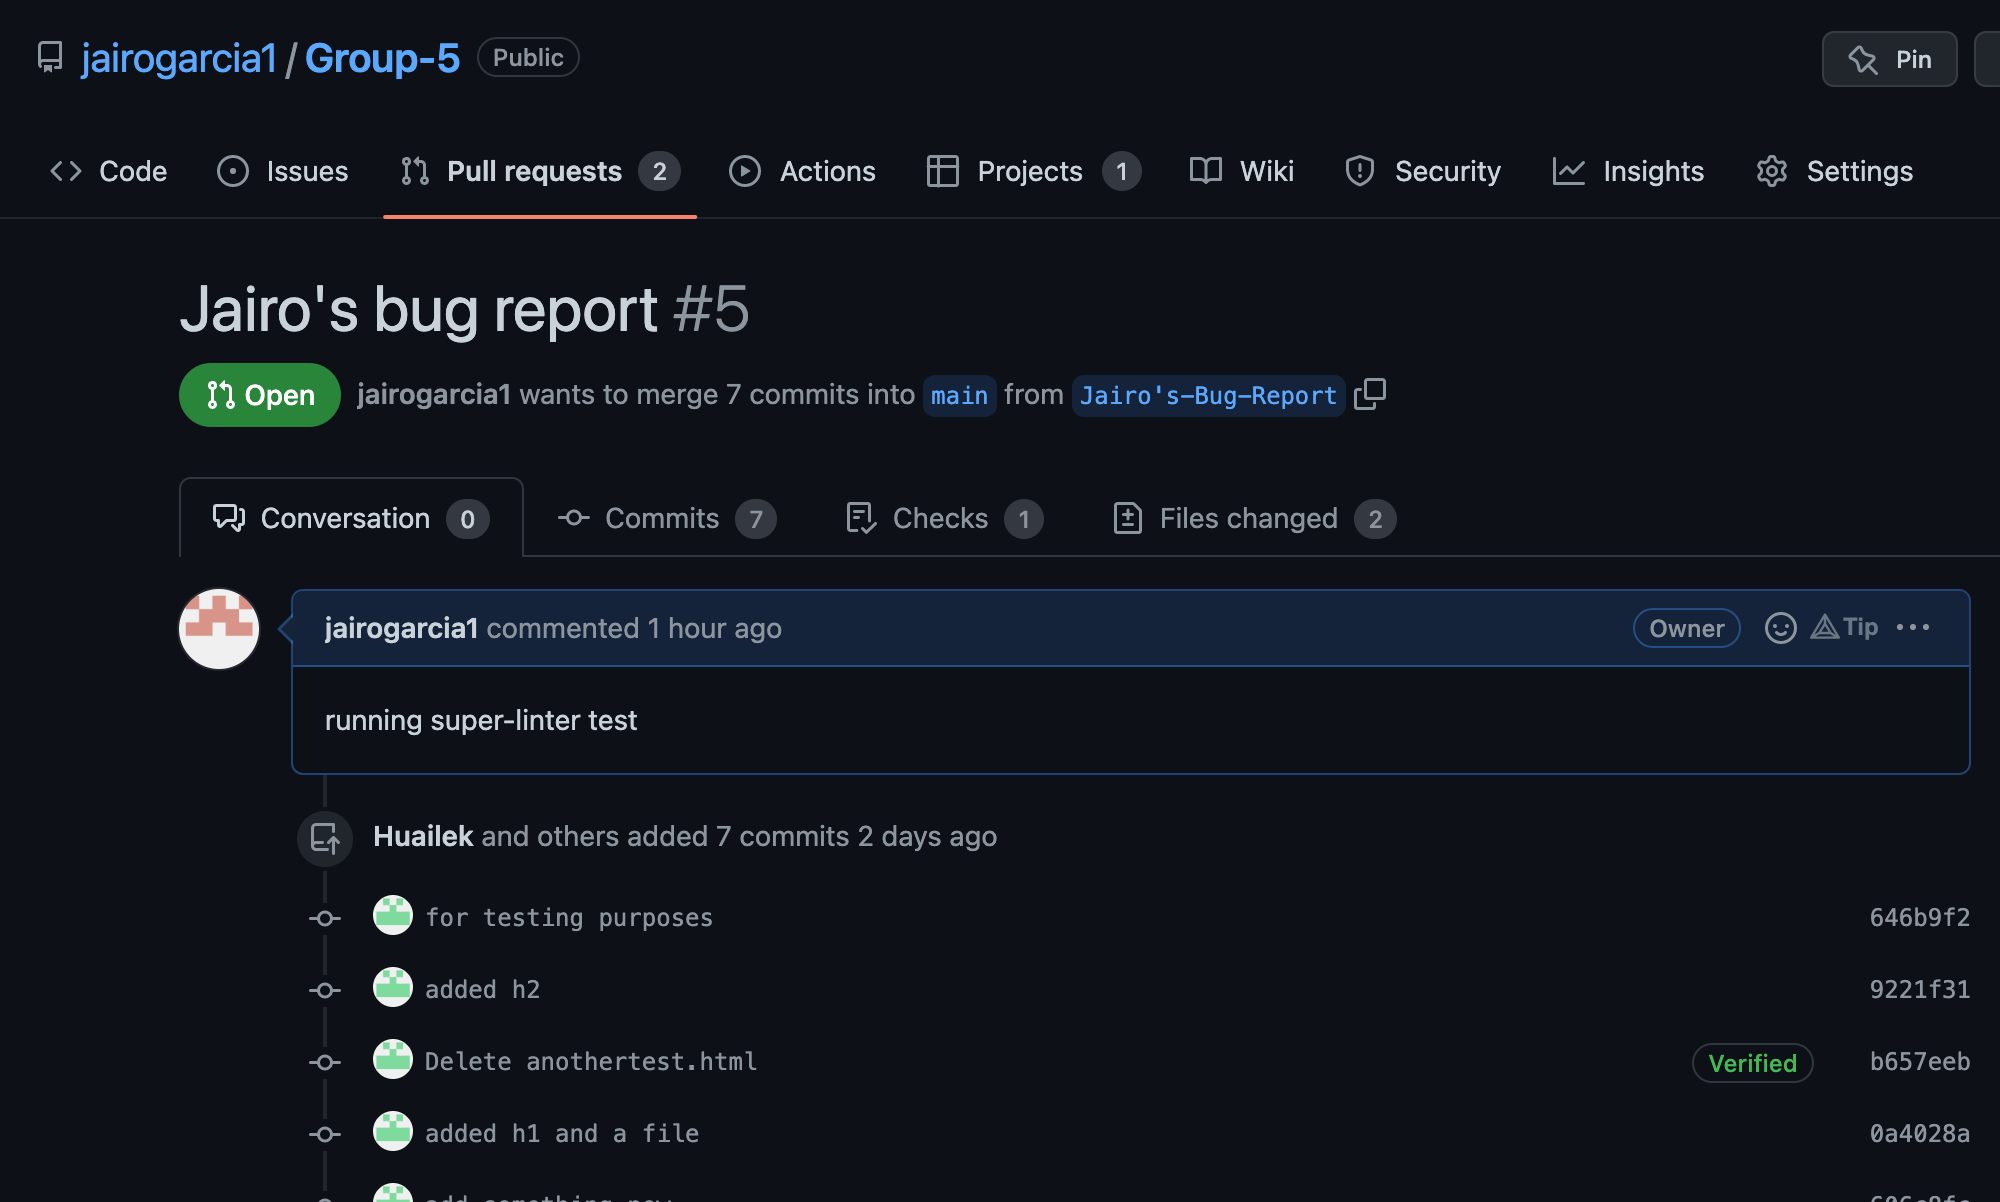 jairogarcia1 / Group-5 Public Pin
Code Issues Pull requests 2 Actions Projects 1 Wiki Security Insights Settings
Jairo's bug report #5
Open jairogarcia1 wants to merge 7 commits into main from Jairo's-Bug-Report
Conversation 0 Commits 7 Checks 1 Files changed 2
jairogarcia1 commented 1 hour ago Owner Tip
running super-linter test
Huailek and others added 7 commits 2 days ago
for testing purposes 646b9f2
added h2 9221f31
Delete anothertest.html Verified b657eeb
added h1 and a file 0a4028a
add something new